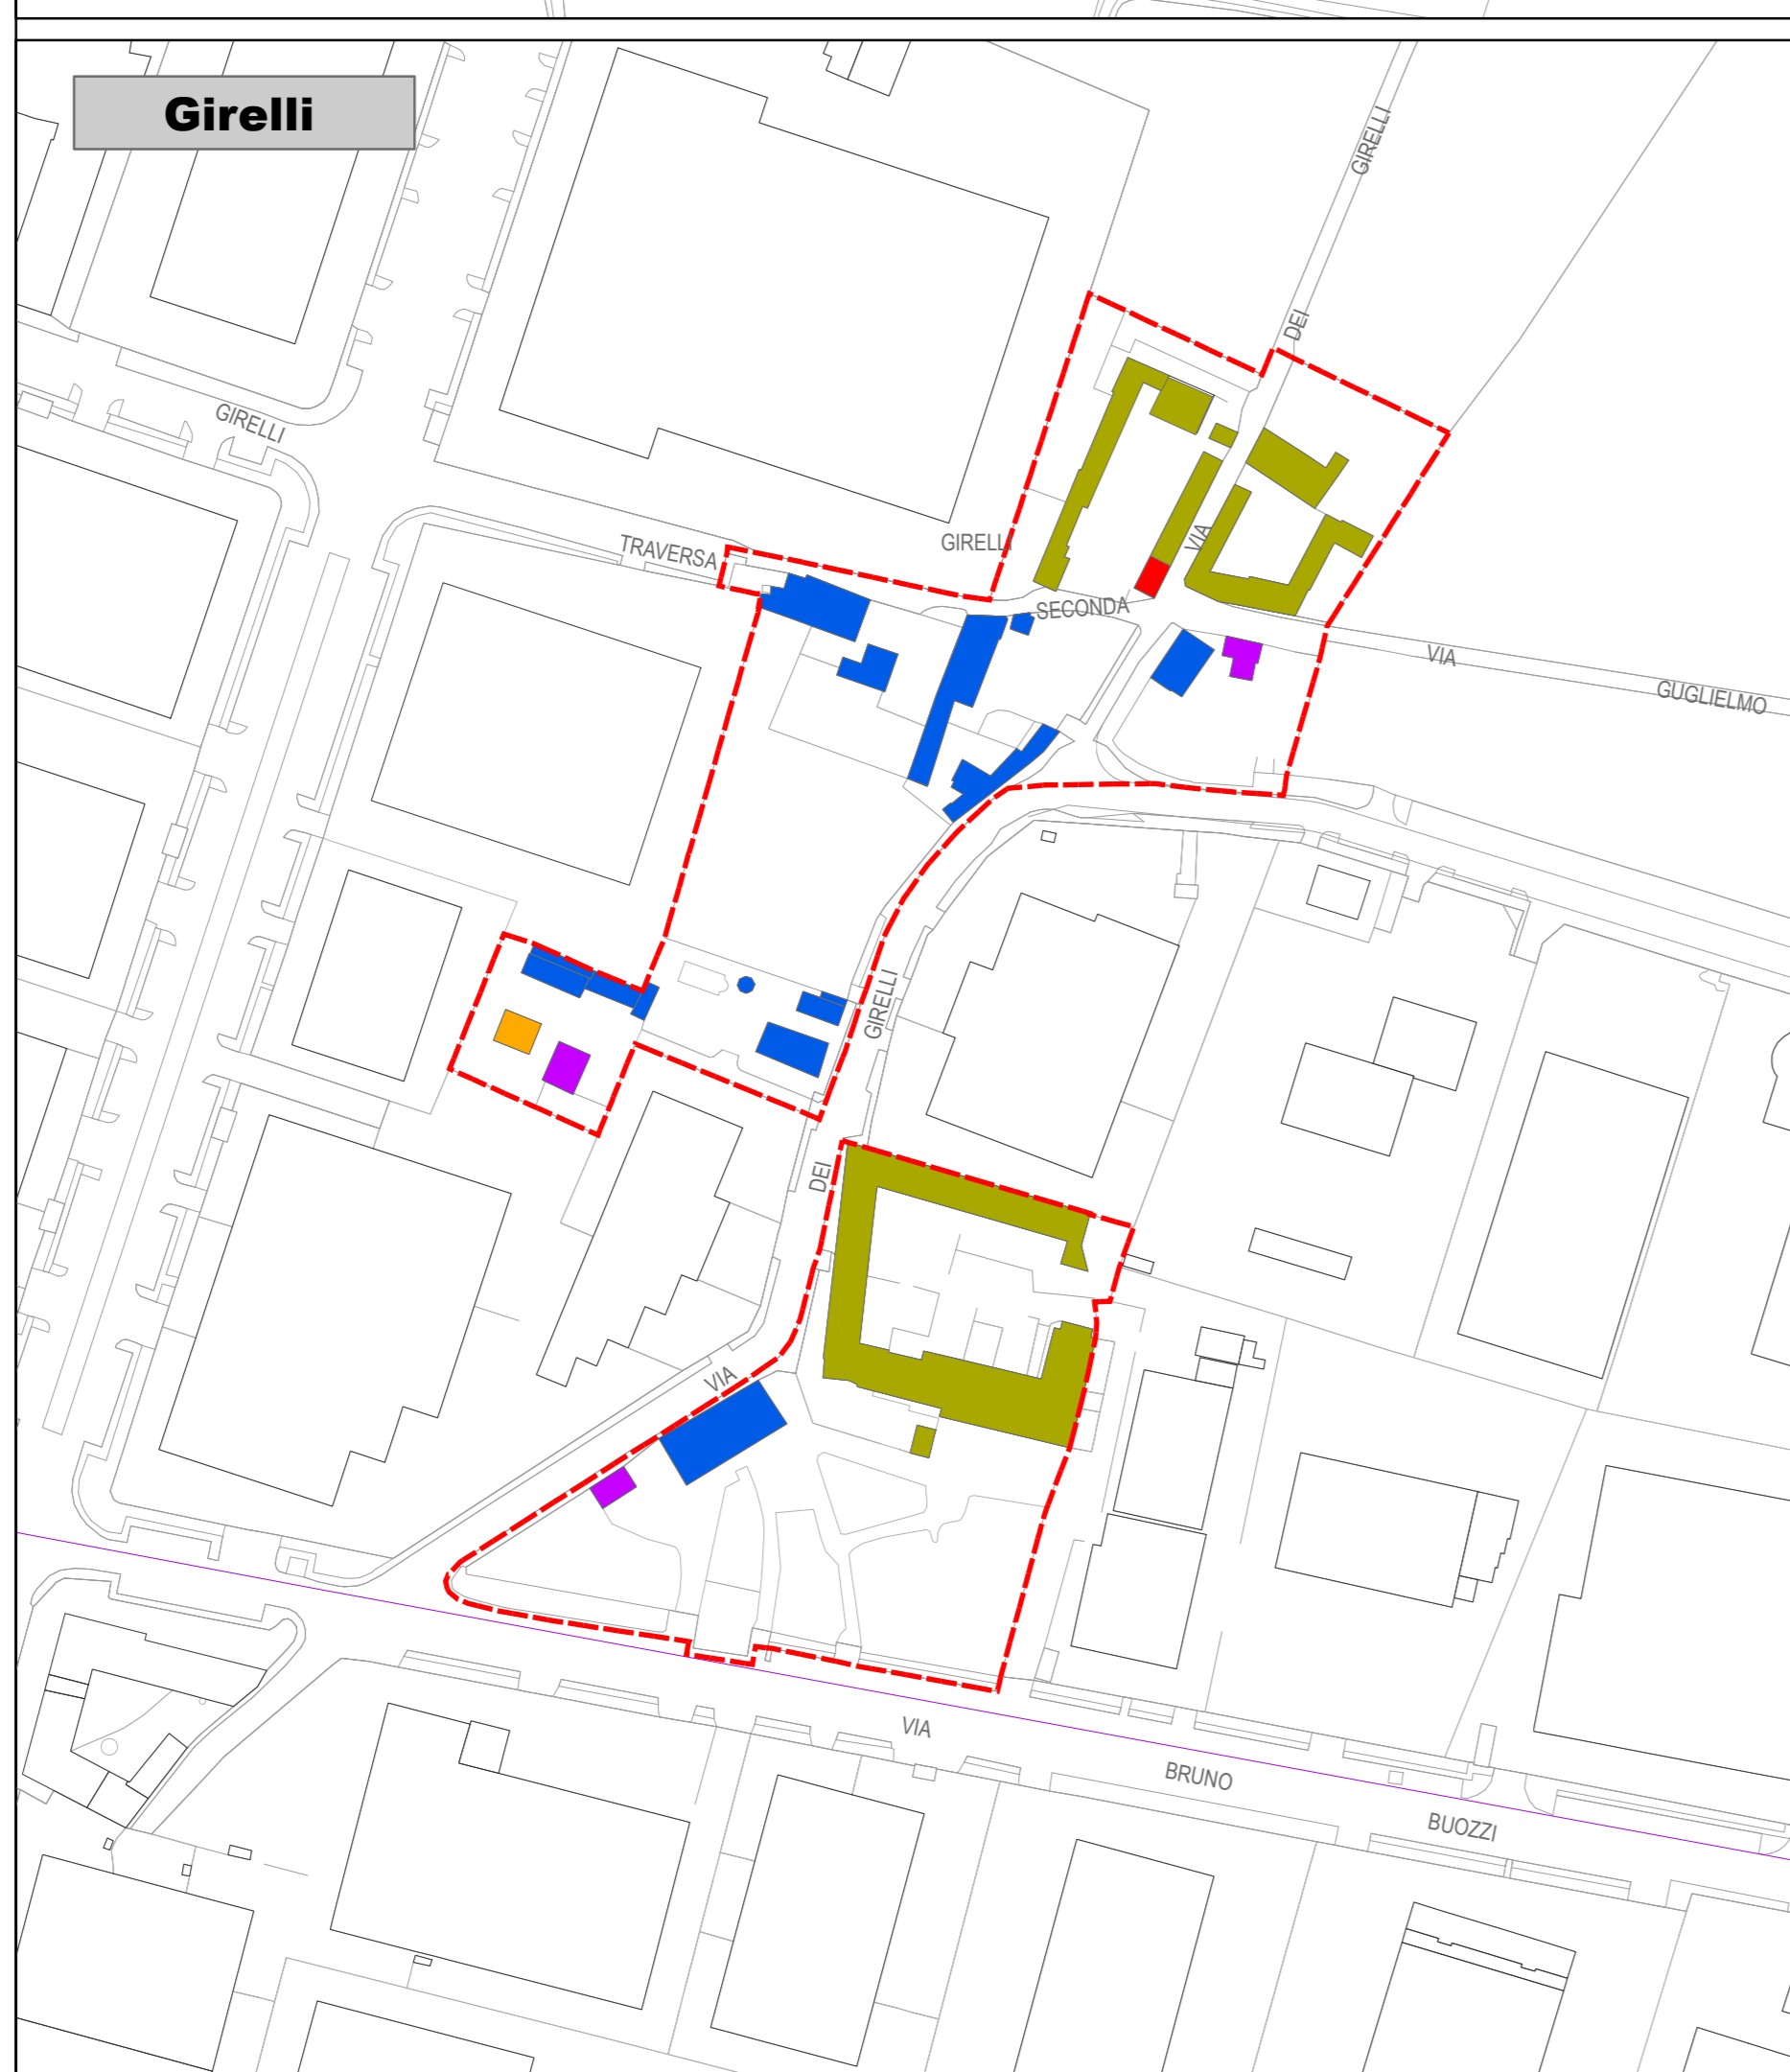 Girelli
GIRELLI
DEI
GIRELLI
TRAVERSA
GIRELLI
VIA
SECONDA
VIA
GUGLIELMO
GIRELLI
DEI
VIA
VIA
BRUNO
BUOZZI